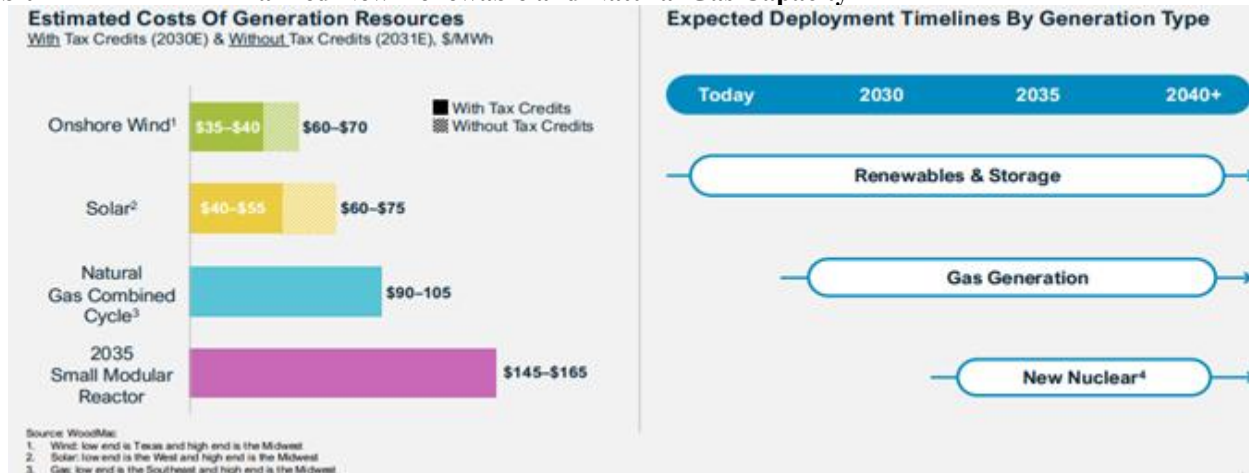 Estimated Costs Of Generation Resources
With Tax Credits (2030E) & Without Tax Credits (2031E), $/MWh
With Tax Credits
Without Tax Credits
Onshore Wind¹ $35–$40 $60–$70
Solar² $40–$55 $60–$75
Natural
Gas Combined
Cycle³
$90–105
2035
Small Modular
Reactor
$145–$165
Source: WoodMac
1. Wind: low end is Texas and high end is the Midwest
2. Solar: low end is the West and high end is the Midwest
3. Gas: low end is the Southeast and high end is the Midwest
Expected Deployment Timelines By Generation Type
Today 2030 2035 2040+
Renewables & Storage
Gas Generation
New Nuclear⁴